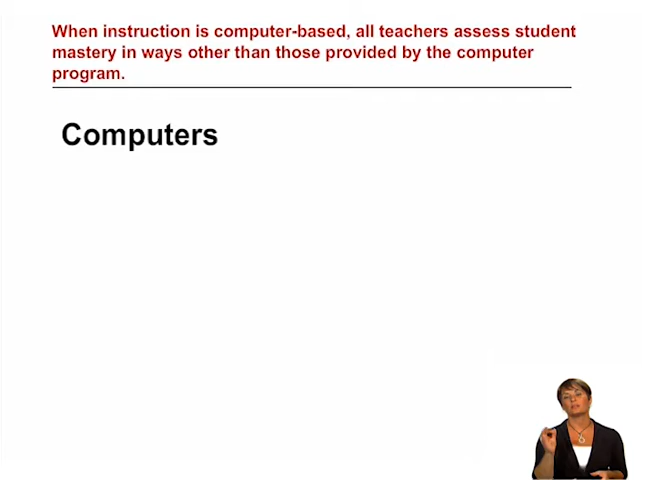 When instruction is computer-based, all teachers assess student
mastery in ways other than those provided by the computer
program.
Computers